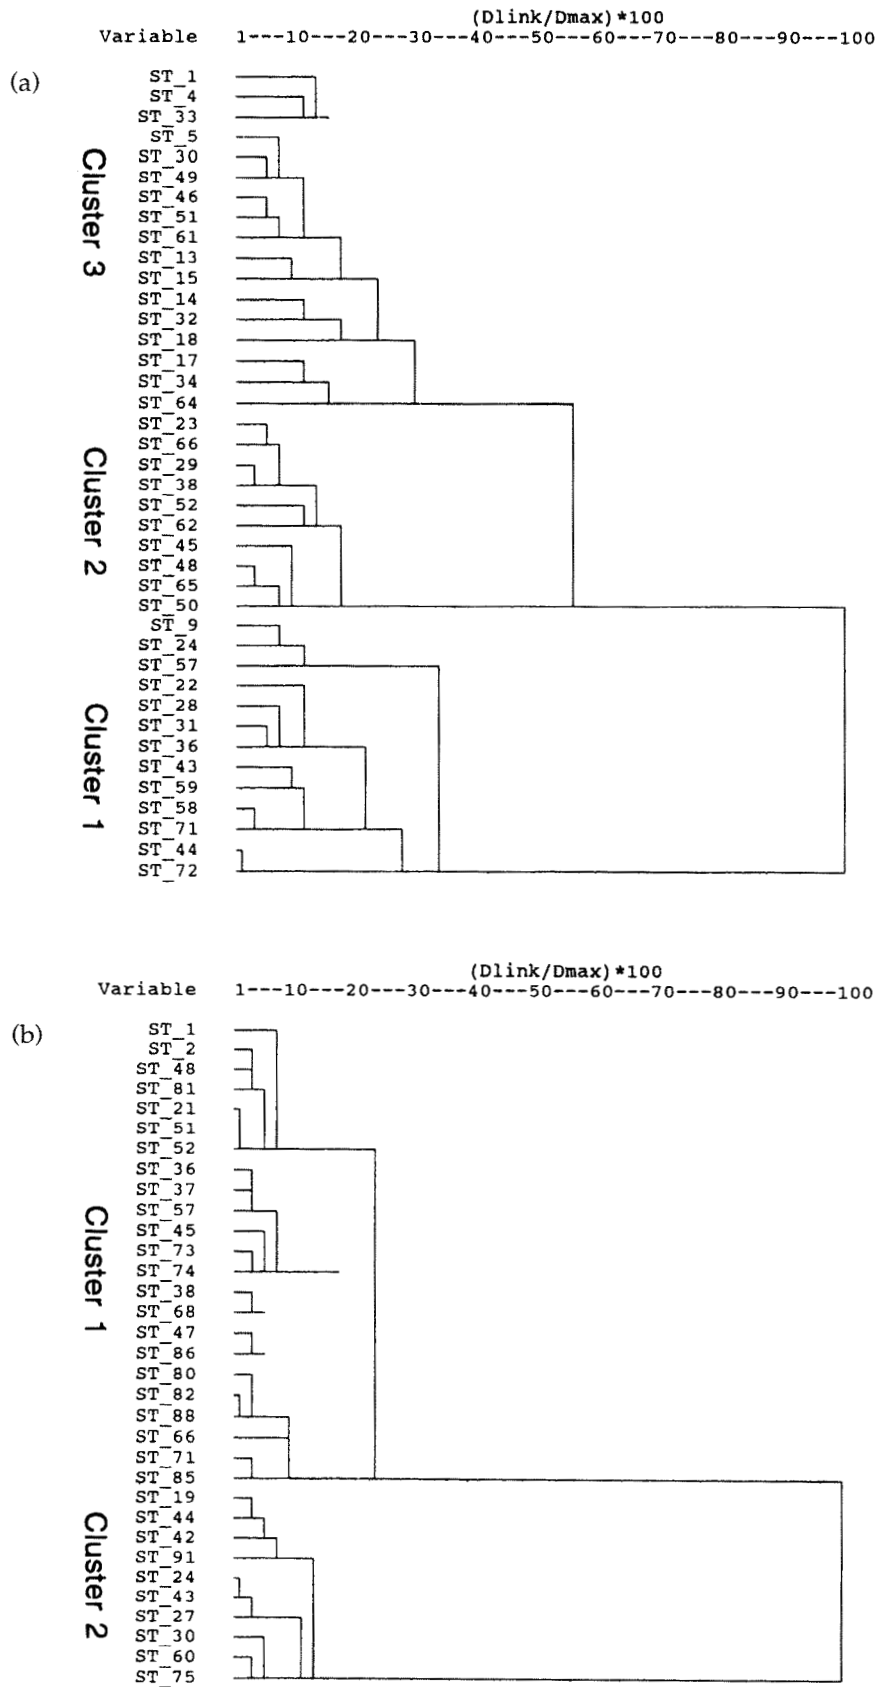 (Dlink/Dmax)*100
Variable 1---10---20---30---40---50---60---70---80---90---100
(a)
ST_1
ST_4
ST_33
ST_5
ST_30
ST_49
ST_46
ST_51
ST_61
ST_13
ST_15
ST_14
ST_32
ST_18
ST_17
ST_34
ST_64
Cluster 3
ST_23
ST_66
ST_29
ST_38
ST_52
ST_62
ST_45
ST_48
ST_65
ST_50
Cluster 2
ST_9
ST_24
ST_57
ST_22
ST_28
ST_31
ST_36
ST_43
ST_59
ST_58
ST_71
ST_44
ST_72
Cluster 1
(Dlink/Dmax)*100
Variable 1---10---20---30---40---50---60---70---80---90---100
(b)
ST_1
ST_2
ST_48
ST_81
ST_21
ST_51
ST_52
ST_36
ST_37
ST_57
ST_45
ST_73
ST_74
ST_38
ST_68
ST_47
ST_86
ST_80
ST_82
ST_88
ST_66
ST_71
ST_85
Cluster 1
ST_19
ST_44
ST_42
ST_91
ST_24
ST_43
ST_27
ST_30
ST_60
ST_75
Cluster 2